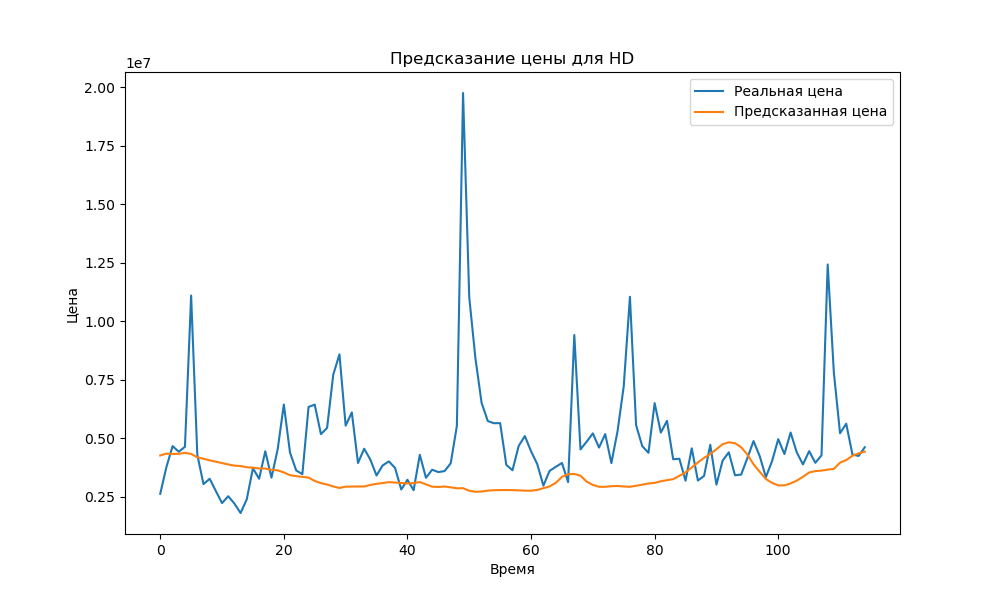 Предсказание цены для HD
1e7
2.00
1.75
1.50
1.25
1.00
0.75
0.50
0.25
Цена
Реальная цена
Предсказанная цена
0 20 40 60 80 100
Время